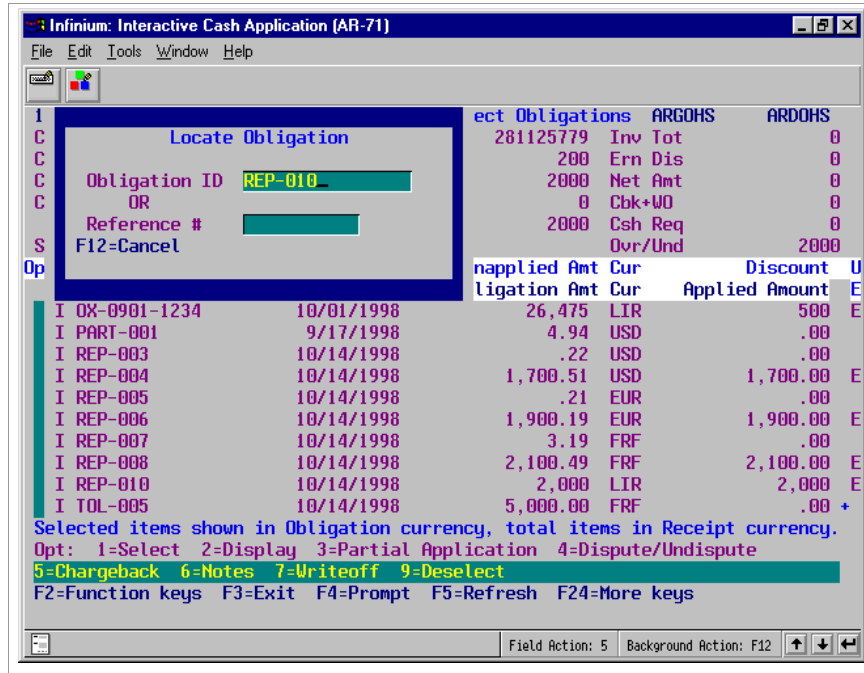 Infinium: Interactive Cash Application (AR-71)
File Edit Tools Window Help
1 ect Obligations ARGOHS ARDOHS
C Locate Obligation 281125779 Inv Tot 0
C 200 Ern Dis 0
C Obligation ID REP-010 2000 Net Amt 0
C OR 0 Cbk+WO 0
Reference # 2000 Csh Req 0
S F12=Cancel Ovr/Und 2000
Op napplied Amt Cur Discount U
ligation Amt Cur Applied Amount E
I OX-0901-1234 10/01/1998 26,475 LIR 500 E
I PART-001 9/17/1998 4.94 USD .00
I REP-003 10/14/1998 .22 USD .00
I REP-004 10/14/1998 1,700.51 USD 1,700.00 E
I REP-005 10/14/1998 .21 EUR .00
I REP-006 10/14/1998 1,900.19 EUR 1,900.00 E
I REP-007 10/14/1998 3.19 FRF .00
I REP-008 10/14/1998 2,100.49 FRF 2,100.00 E
I REP-010 10/14/1998 2,000 LIR 2,000 E
I TOL-005 10/14/1998 5,000.00 FRF .00 +
Selected items shown in Obligation currency, total items in Receipt currency.
Opt: 1=Select 2=Display 3=Partial Application 4=Dispute/Undispute
5=Chargeback 6=Notes 7=Writeoff 9=Deselect
F2=Function keys F3=Exit F4=Prompt F5=Refresh F24=More keys
Field Action: 5 Background Action: F12